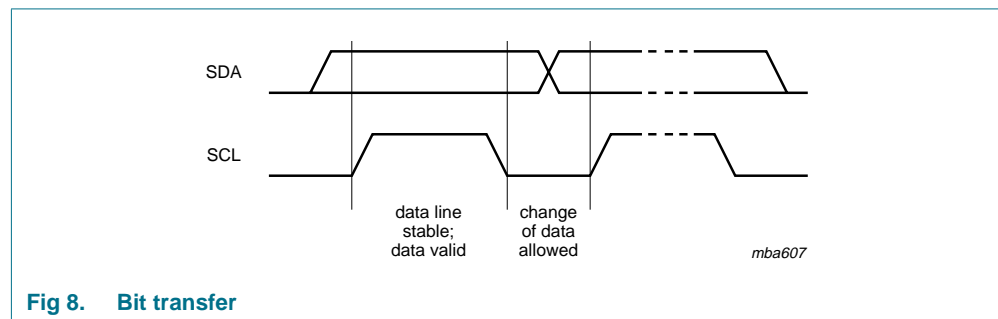 SDA
SCL
data line
stable;
data valid
change
of data
allowed
mba607
Fig 8. Bit transfer